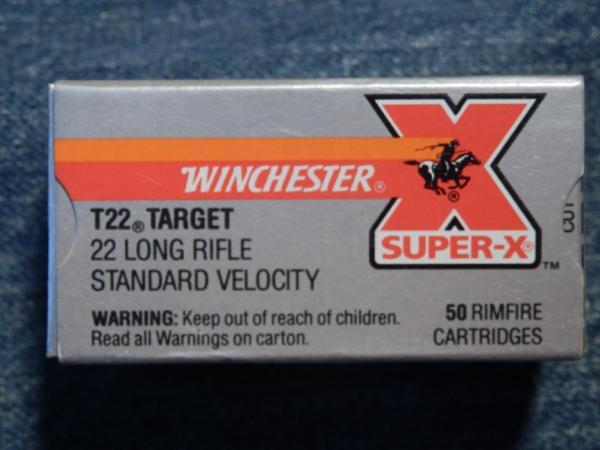 WINCHESTER®
X
SUPER-X®
™
T22® TARGET
22 LONG RIFLE
STANDARD VELOCITY
WARNING: Keep out of reach of children.
Read all Warnings on carton.
50 RIMFIRE
CARTRIDGES